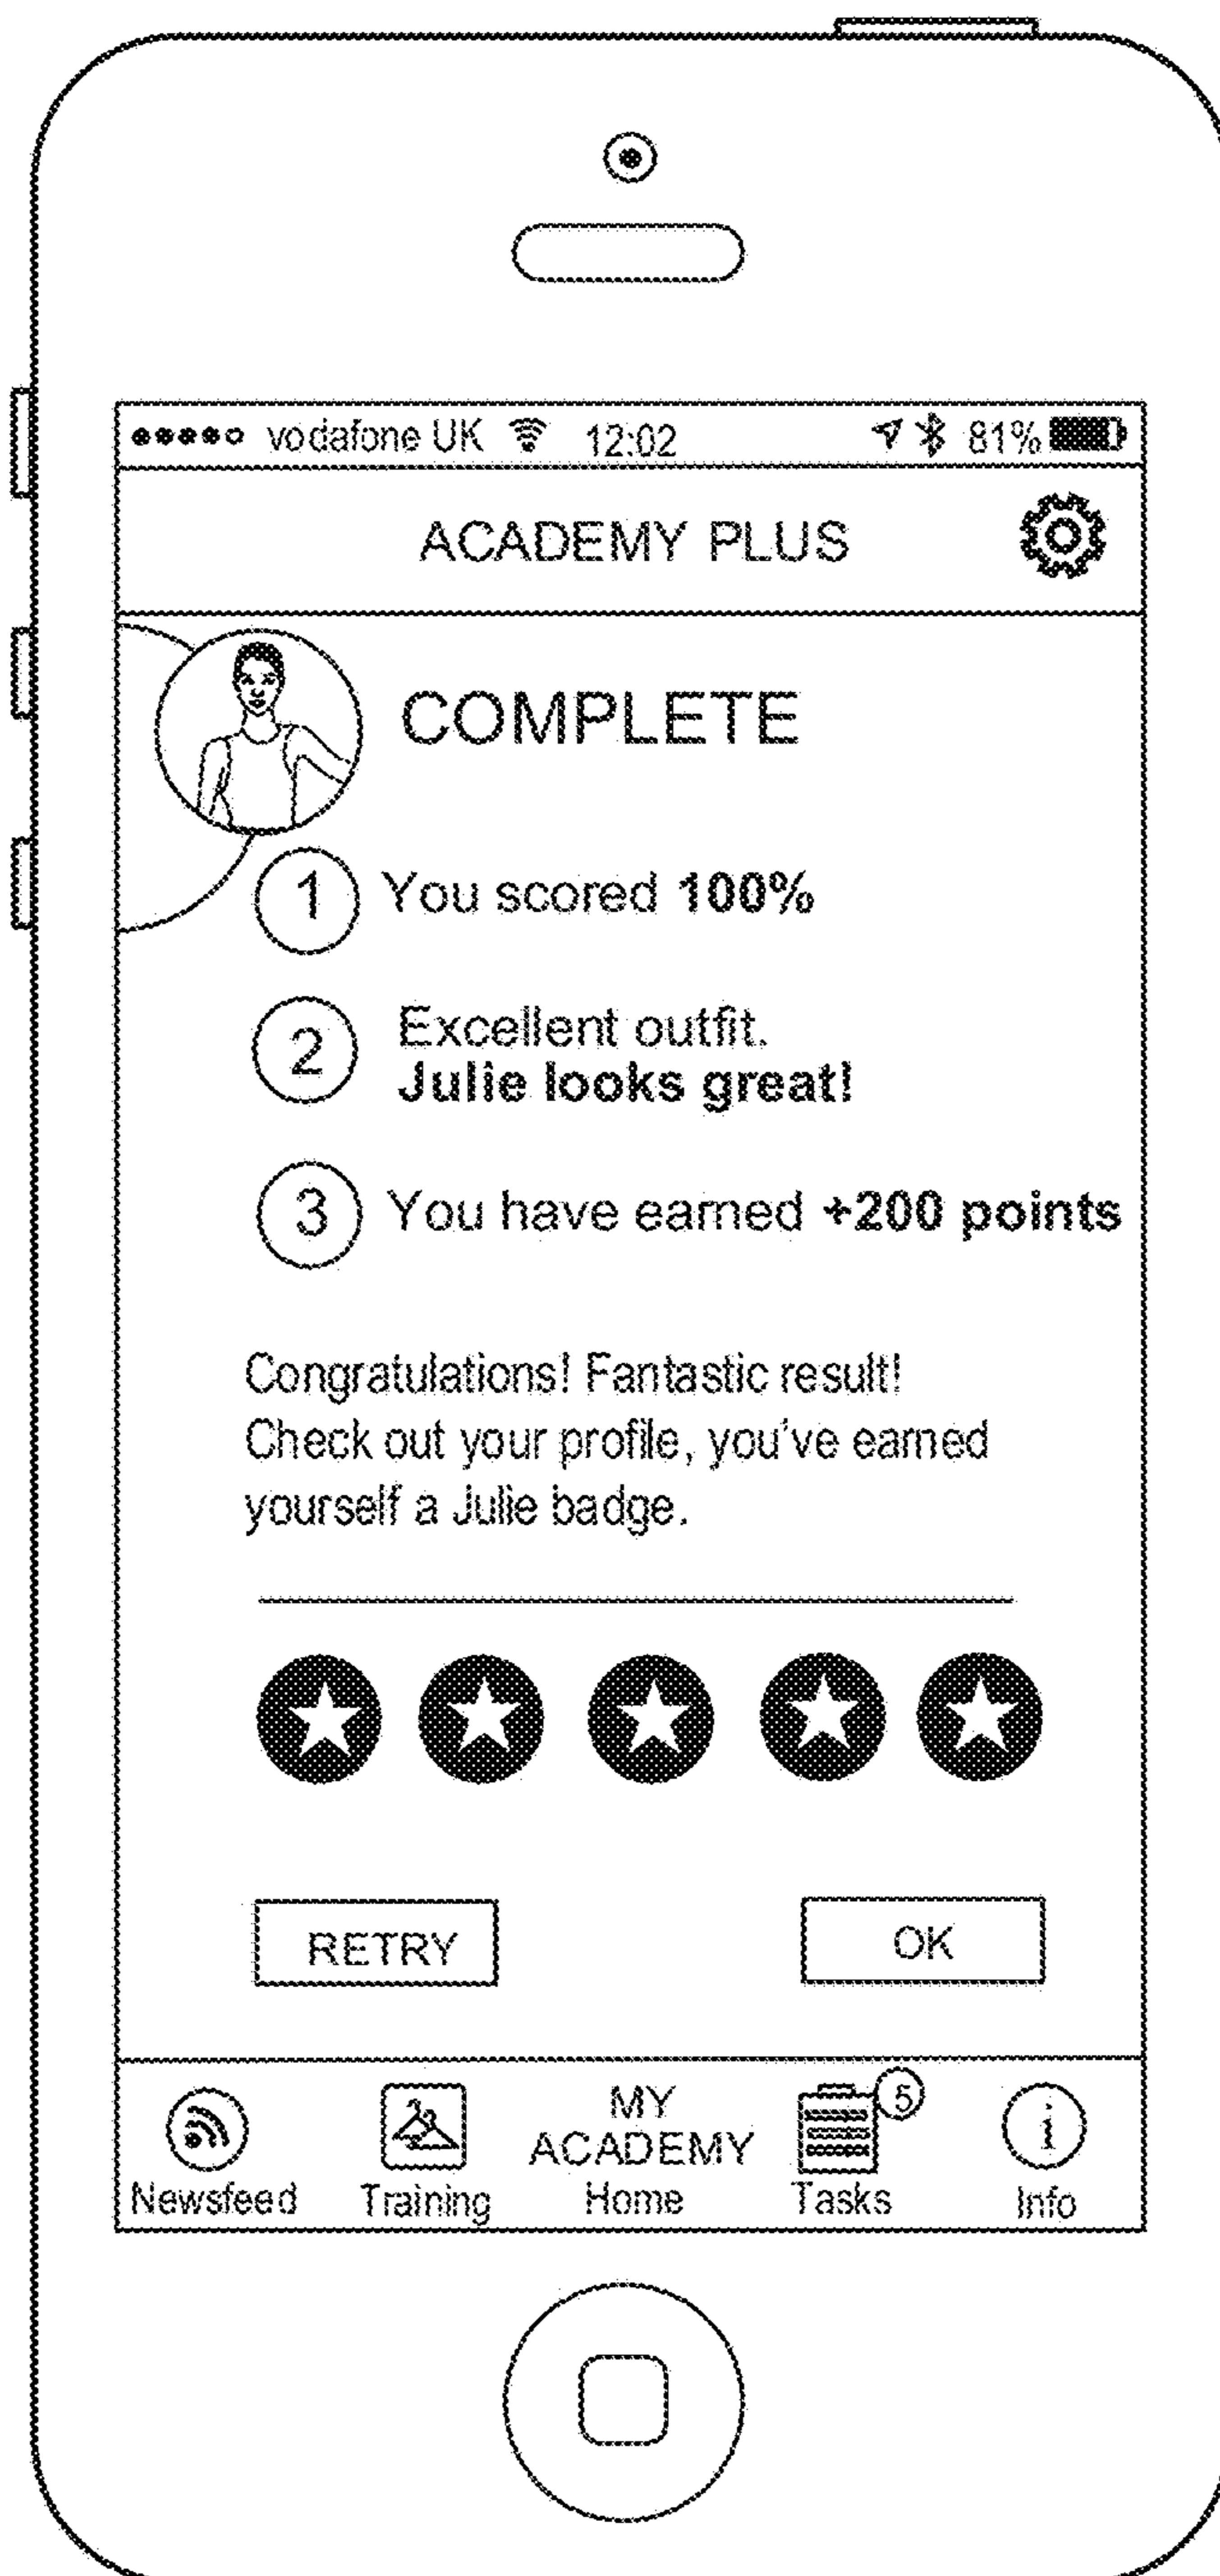 vodafone UK 12:02 81%
ACADEMY PLUS
COMPLETE
1 You scored 100%
2 Excellent outfit.
Julie looks great!
3 You have earned +200 points
Congratulations! Fantastic result!
Check out your profile, you've earned
yourself a Julie badge.
RETRY OK
MY
ACADEMY
5
i
Newsfeed Training Home Tasks Info